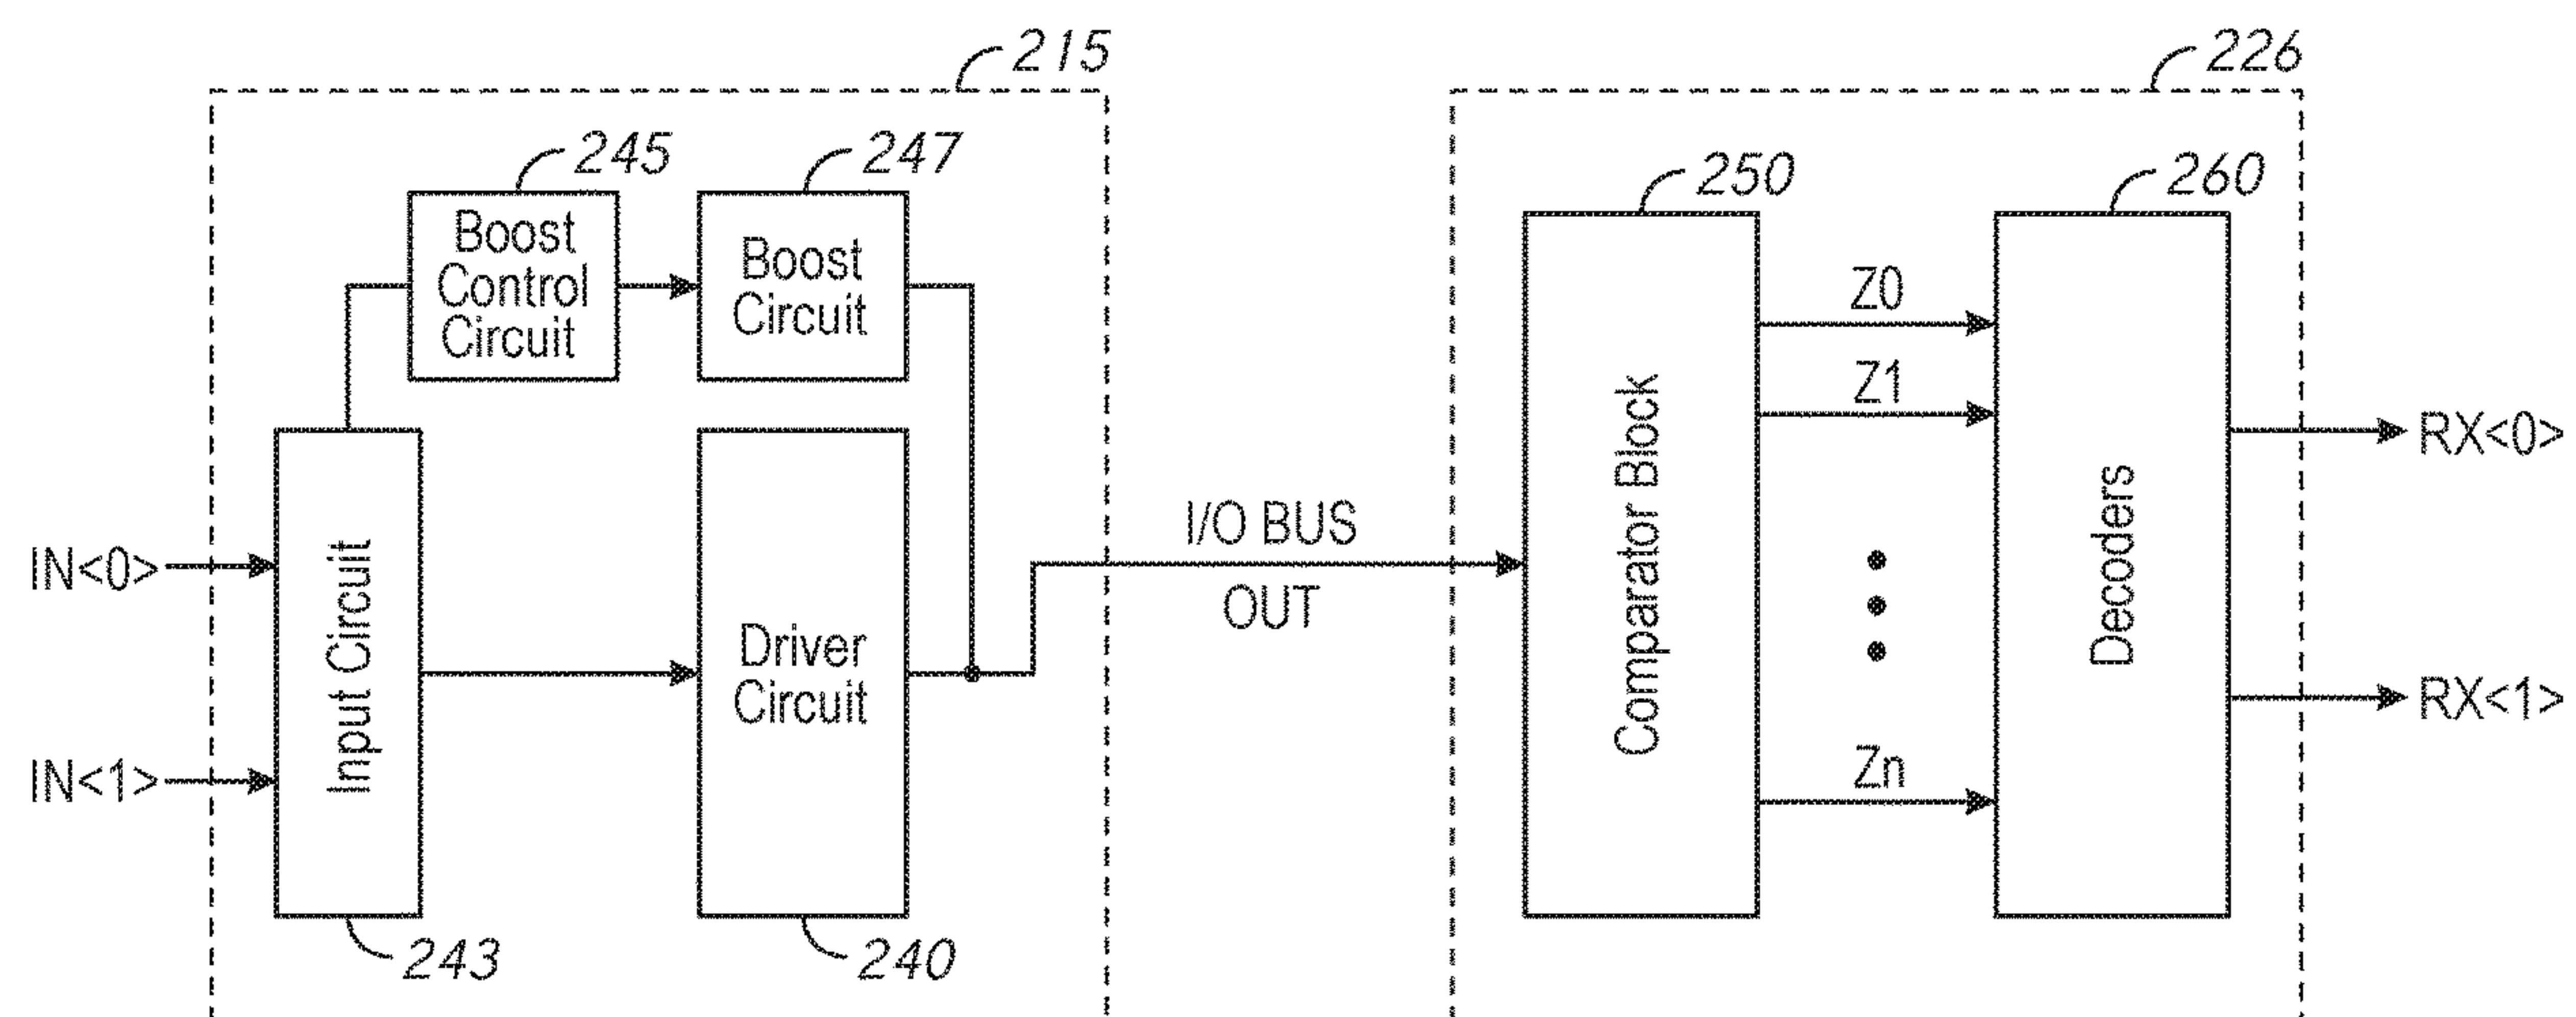 215
226
245
247
250
260
Boost
Control
Circuit
Boost
Circuit
Z0
Z1
Zn
IN<0>
IN<1>
Input Circuit
Driver
Circuit
I/O BUS
OUT
Comparator Block
Decoders
RX<0>
RX<1>
243
240